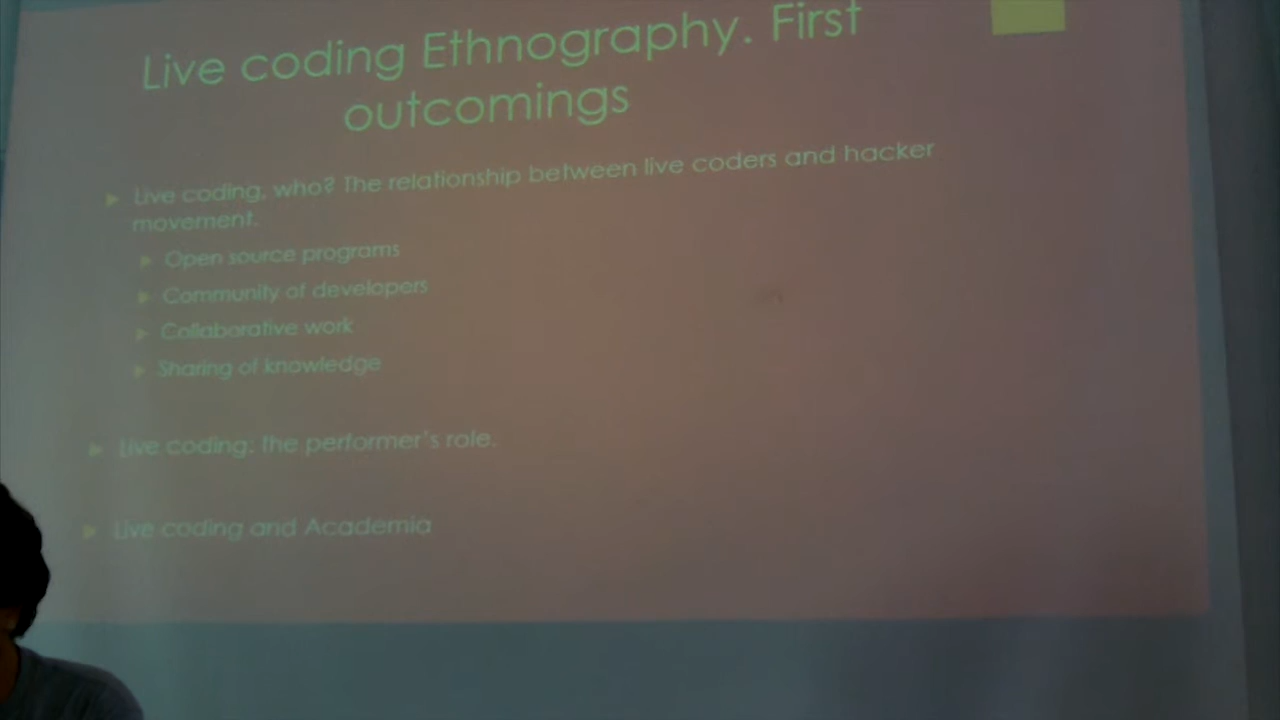 Live coding Ethnography. First
outcomings
Live coding, who? The relationship between live coders and hacker
movement.
Open source programs
Community of developers
Collaborative work
Sharing of knowledge
Live coding, the performer's role.
Live coding and Academia